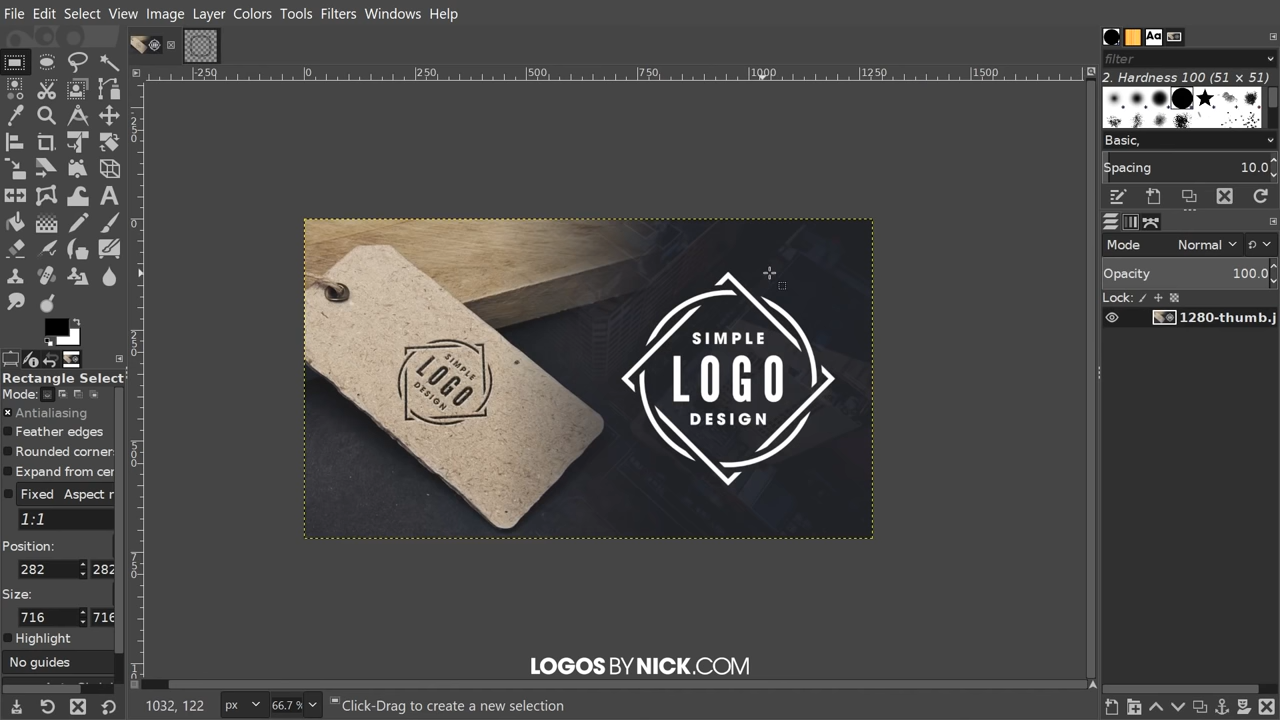 File Edit Select View Image Layer Colors Tools Filters Windows Help
filter
2. Hardness 100 (51 × 51)
Basic,
Spacing 10.0
Mode Normal
Opacity 100.0
Lock:
1280-thumb.j
-250 0 250 500 750 1000 1250 1500
Rectangle Select
Mode:
Antialiasing
Feather edges
Rounded corner
Expand from cen
Fixed Aspect r
1:1
Position:
282 282
Size:
716 716
Highlight
No guides
SIMPLE
LOGO
DESIGN
SIMPLE
LOGO
DESIGN
LOGOS BY NICK.COM
1032, 122 px 66.7 % Click-Drag to create a new selection